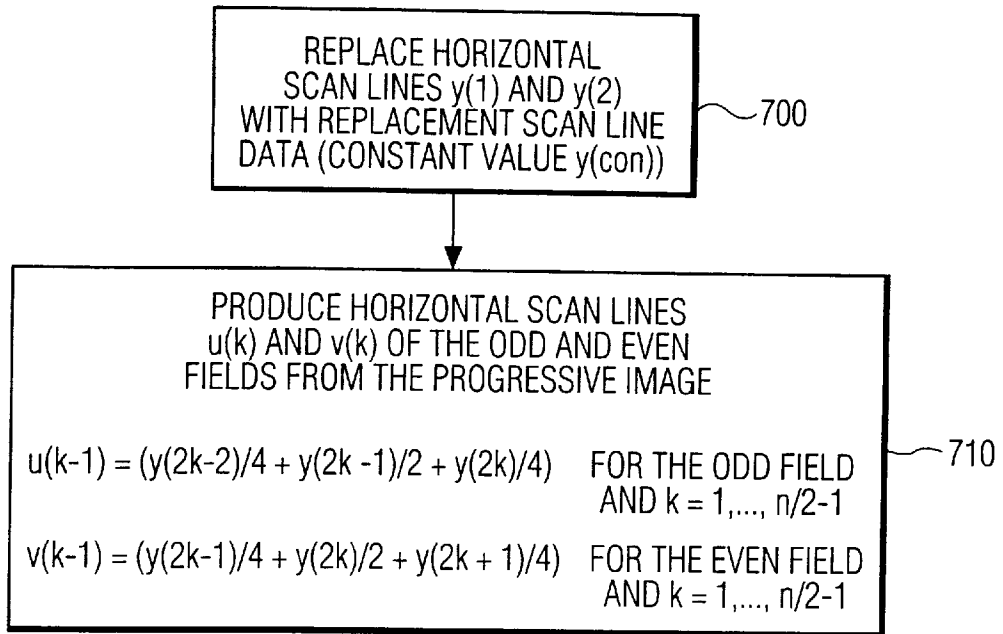 REPLACE HORIZONTAL
SCAN LINES y(1) AND y(2)
WITH REPLACEMENT SCAN LINE
DATA (CONSTANT VALUE y(con))
700
PRODUCE HORIZONTAL SCAN LINES
u(k) AND v(k) OF THE ODD AND EVEN
FIELDS FROM THE PROGRESSIVE IMAGE
u(k-1) = (y(2k-2)/4 + y(2k -1)/2 + y(2k)/4) FOR THE ODD FIELD
AND k = 1,..., n/2-1
710
v(k-1) = (y(2k-1)/4 + y(2k)/2 + y(2k + 1)/4) FOR THE EVEN FIELD
AND k = 1,..., n/2-1